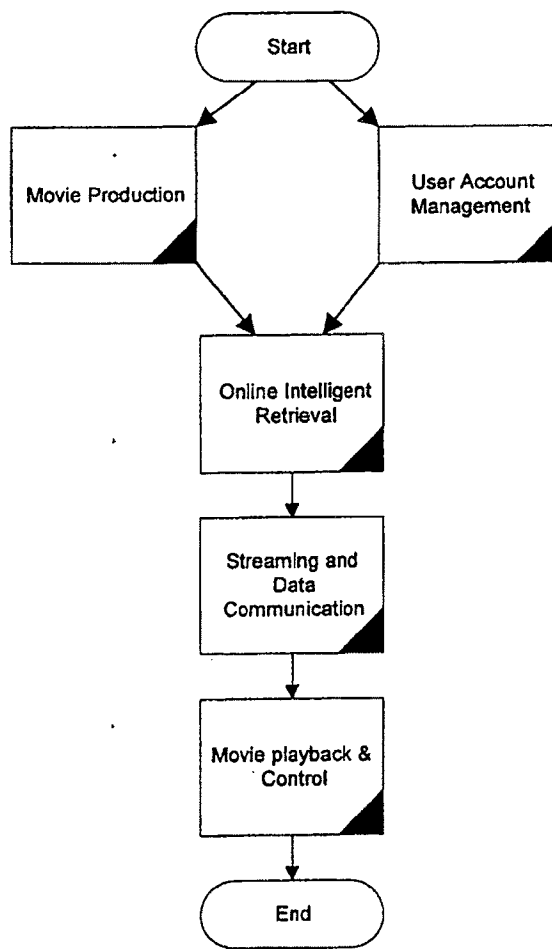 Start
Movie Production
User Account
Management
Online Intelligent
Retrieval
Streaming and
Data
Communication
Movie playback &
Control
End